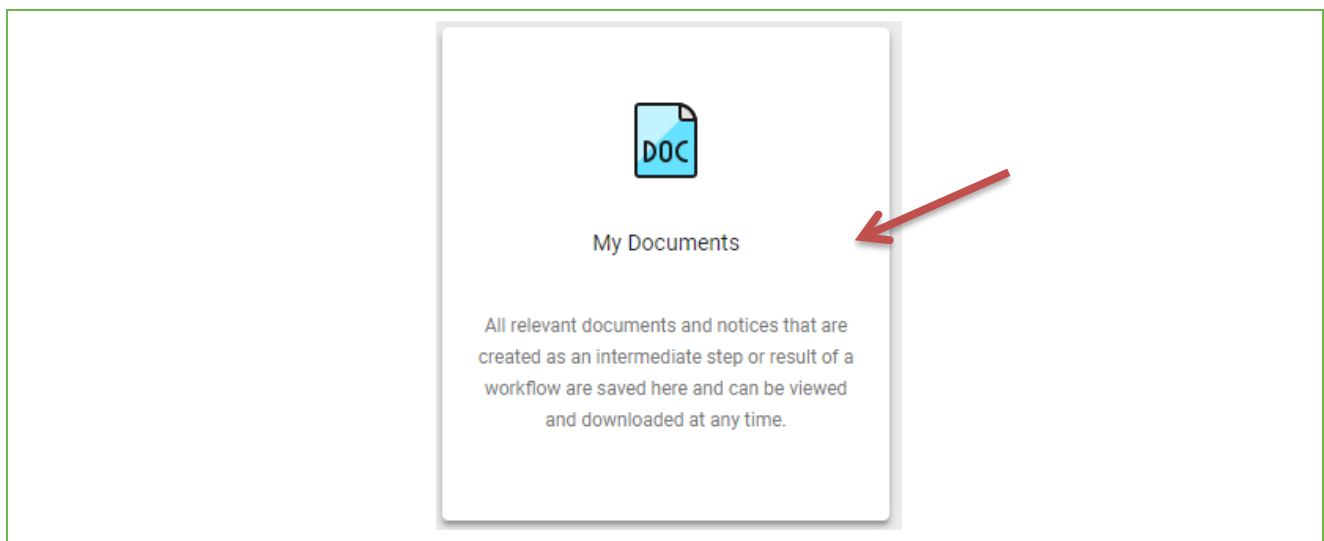 DOC
My Documents
All relevant documents and notices that are
created as an intermediate step or result of a
workflow are saved here and can be viewed
and downloaded at any time.